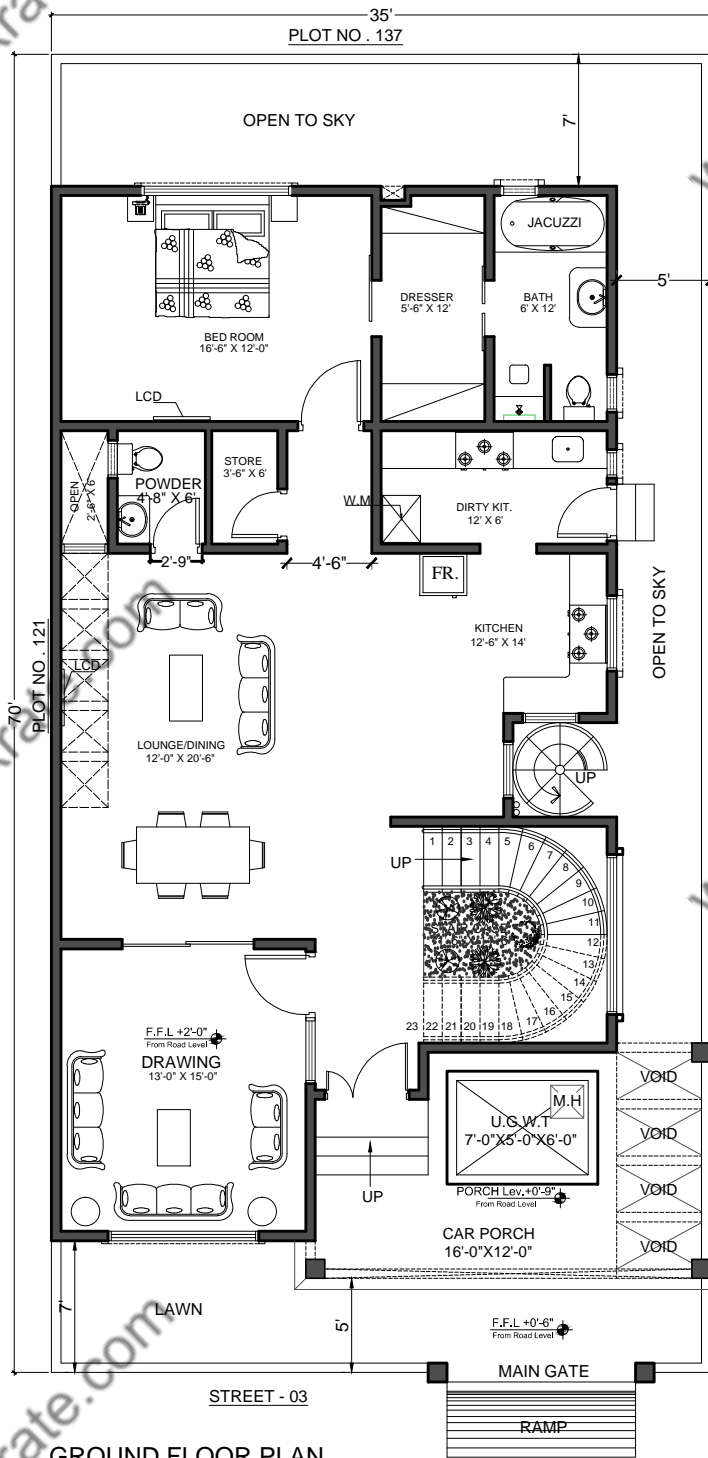 35'
PLOT NO . 137
OPEN TO SKY
7'
JACUZZI
5'
DRESSER
5'-6" X 12'
BATH
6' X 12'
BED ROOM
16'-6" X 12'-0"
LCD
STORE
3'-6" X 6'
POWDER
4'-8" X 6'
OPEN
2'-6" X 6'
W.M
DIRTY KIT.
12' X 6'
2'-9"
4'-6"
FR.
KITCHEN
12'-6" X 14'
OPEN TO SKY
70'
PLOT NO . 121
LCD
LOUNGE/DINING
12'-0" X 20'-6"
UP
UP
1 2 3 4 5 6 7 8 9 10 11 12 13 14 15 16 17 18 19 20 21 22 23
F.F.L +2'-0"
From Road Level
DRAWING
13'-0" X 15'-0"
VOID
M.H
U.G.W.T
7'-0"X5'-0"X6'-0"
VOID
VOID
VOID
UP
PORCH Lev.+0'-9"
From Road Level
CAR PORCH
16'-0"X12'-0"
7'
LAWN
5'
F.F.L +0'-6"
From Road Level
MAIN GATE
STREET - 03
RAMP
GROUND FLOOR PLAN